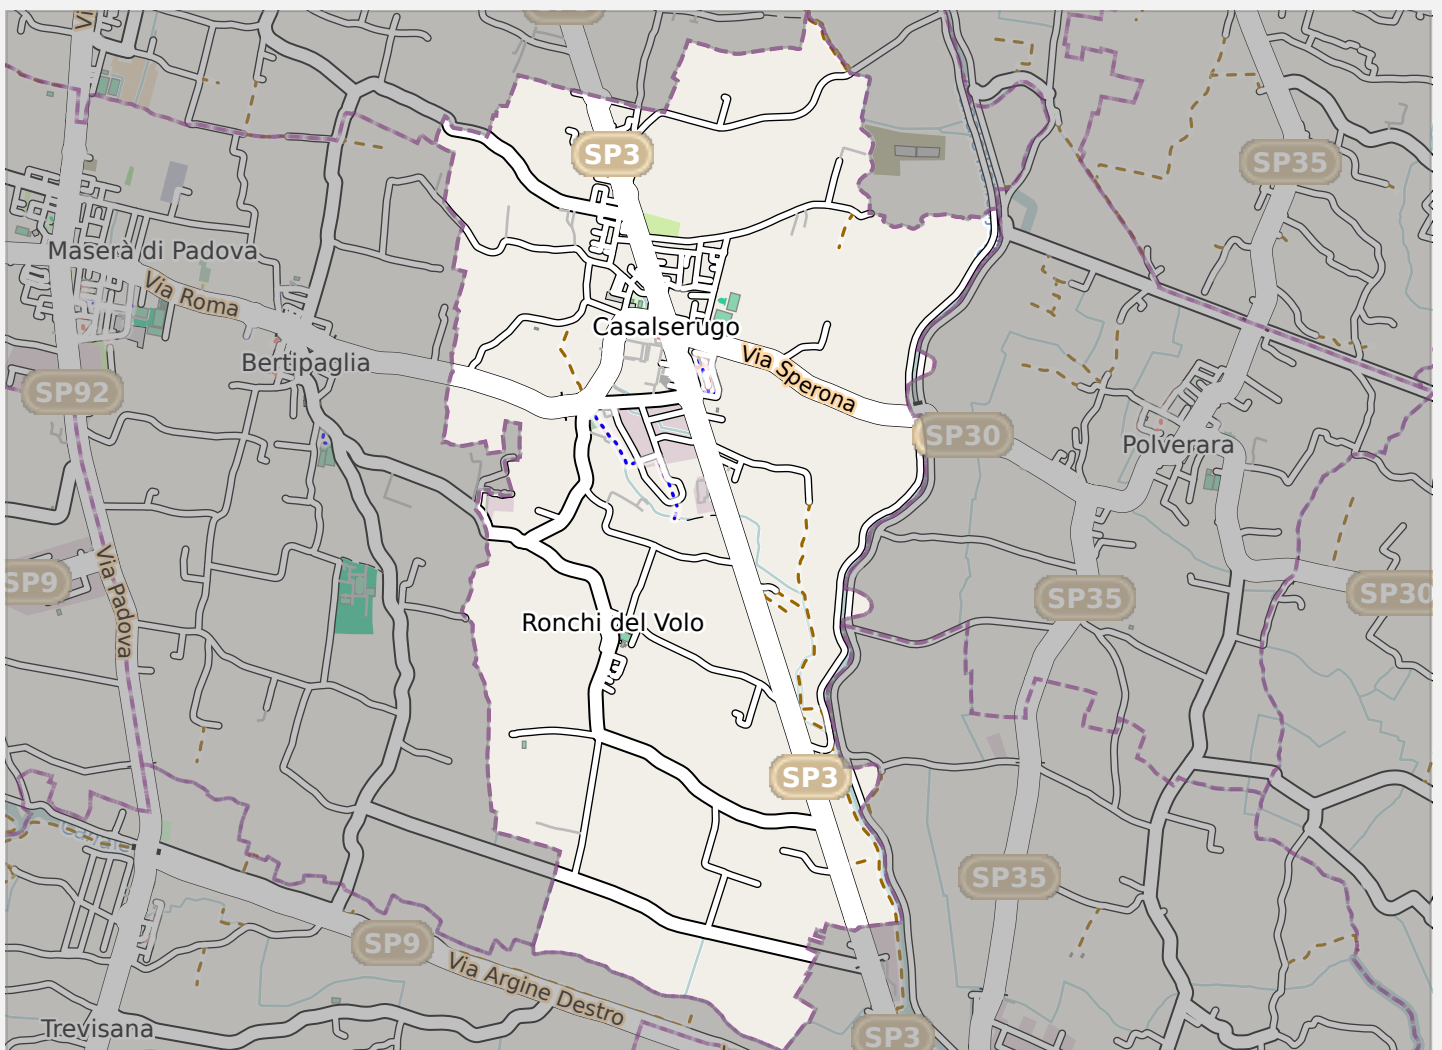 SP3
SP35
Maserà di Padova
Via Roma
Casalserugo
Bertipaglia
Via Sperona
SP92
SP30
Polverara
SP9
Via Padova
SP35
SP30
Ronchi del Volo
SP3
SP35
SP9
Via Argine Destro
Trevisana
SP3